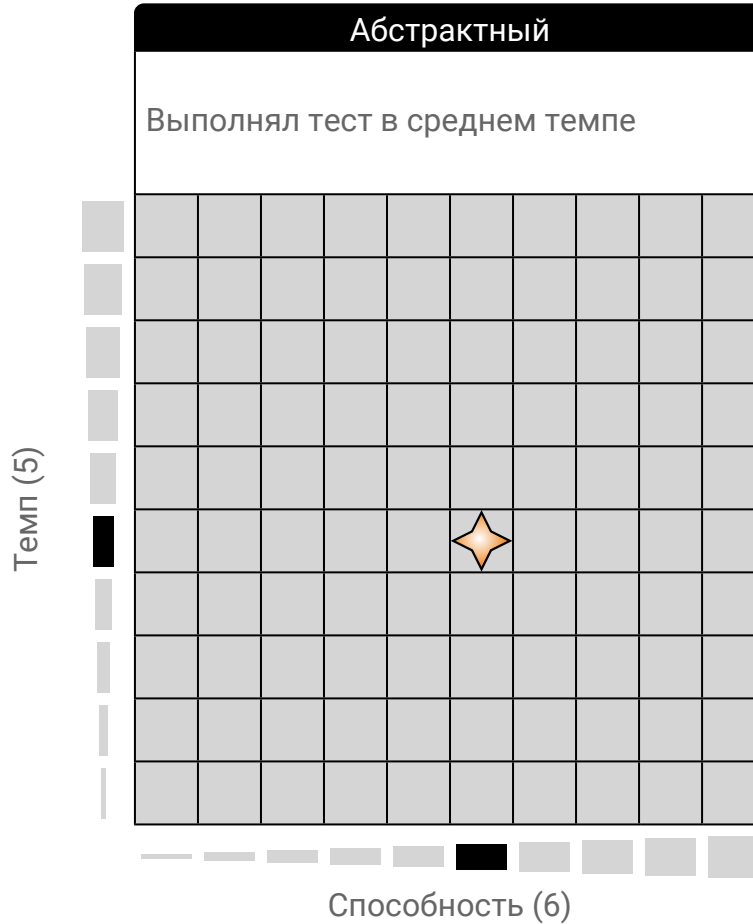 Абстрактный
Выполнял тест в среднем темпе
Темп (5)
Способность (6)